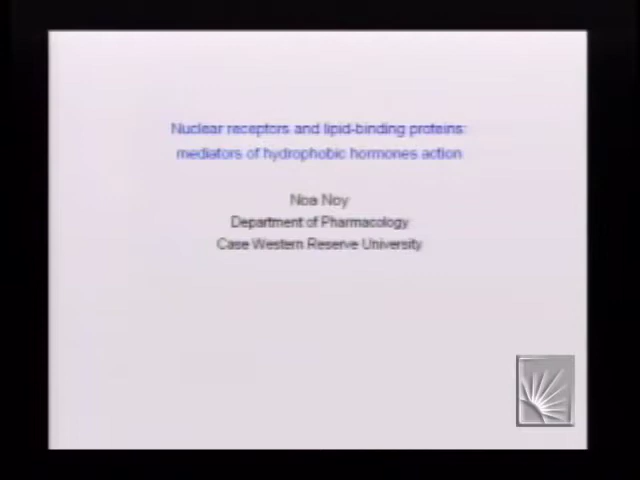 Nuclear receptors and lipid-binding proteins:
mediators of hydrophobic hormones action
Noa Noy
Department of Pharmacology
Case Western Reserve University